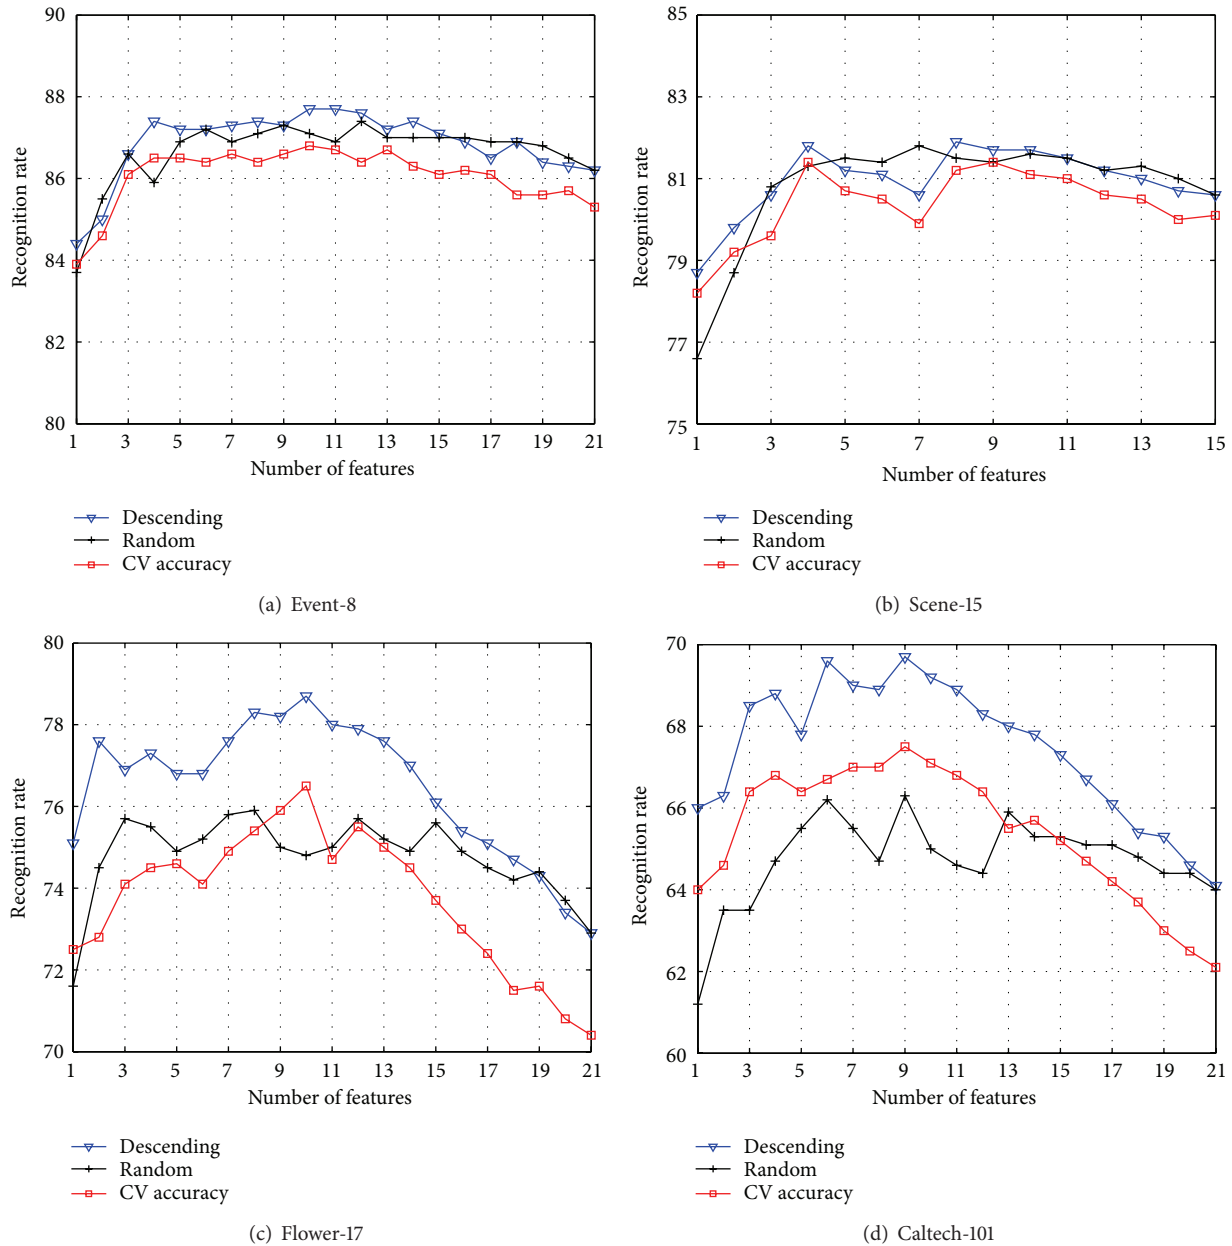 90
88
86
84
82
80
Recognition rate
1 3 5 7 9 11 13 15 17 19 21
Number of features
Descending
Random
CV accuracy
(a) Event-8
85
83
81
79
77
75
Recognition rate
1 3 5 7 9 11 13 15
Number of features
Descending
Random
CV accuracy
(b) Scene-15
80
78
76
74
72
70
Recognition rate
1 3 5 7 9 11 13 15 17 19 21
Number of features
Descending
Random
CV accuracy
(c) Flower-17
70
68
66
64
62
60
Recognition rate
1 3 5 7 9 11 13 15 17 19 21
Number of features
Descending
Random
CV accuracy
(d) Caltech-101